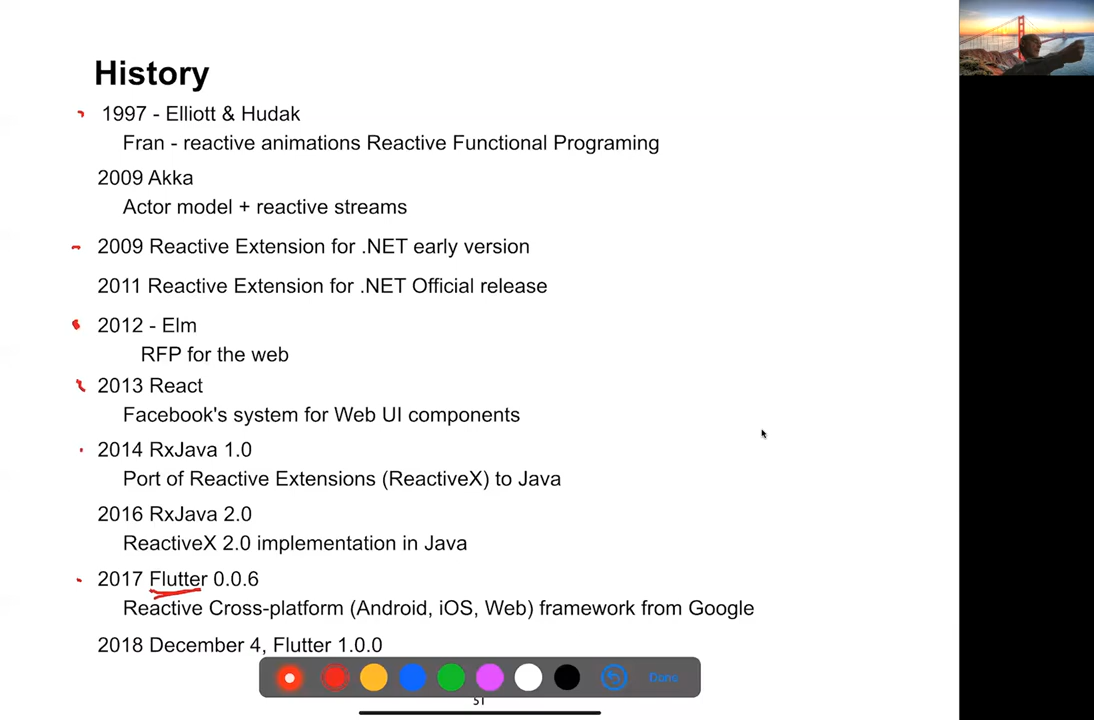 History
1997 - Elliott & Hudak
Fran - reactive animations Reactive Functional Programing
2009 Akka
Actor model + reactive streams
2009 Reactive Extension for .NET early version
2011 Reactive Extension for .NET Official release
2012 - Elm
RFP for the web
2013 React
Facebook's system for Web UI components
2014 RxJava 1.0
Port of Reactive Extensions (ReactiveX) to Java
2016 RxJava 2.0
ReactiveX 2.0 implementation in Java
2017 Flutter 0.0.6
Reactive Cross-platform (Android, iOS, Web) framework from Google
2018 December 4, Flutter 1.0.0
Done
51